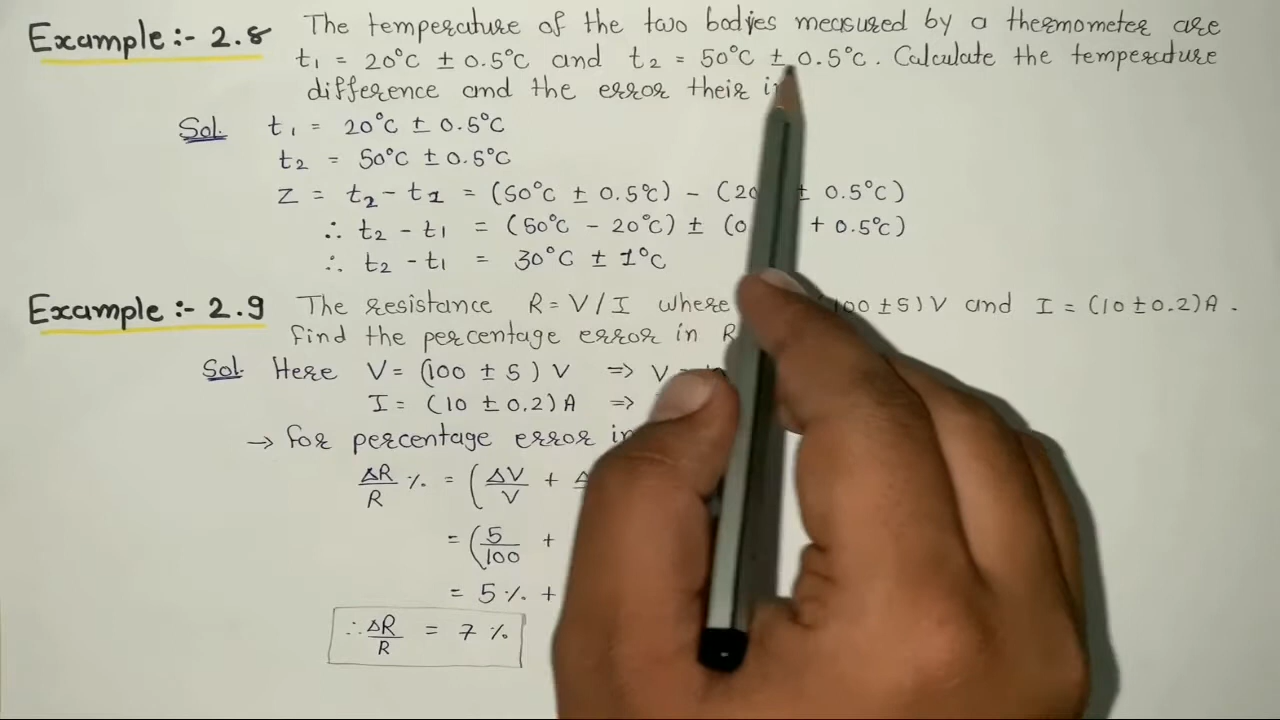 Example :- 2.8 The temperature of the two bodies measured by a thermometer are
t₁ = 20°C ± 0.5°C and t₂ = 50°C ± 0.5°C. Calculate the temperature
difference and the error their
Sol. t₁ = 20°C ± 0.5°C
t₂ = 50°C ± 0.5°C
Z = t₂ - t₁ = (50°C ± 0.5°C) - (20 ± 0.5°C)
∴ t₂ - t₁ = (50°C - 20°C) ± (0 + 0.5°C)
∴ t₂ - t₁ = 30°C ± 1°C
Example :- 2.9 The resistance R = V/I where 100 ± 5) V and I = (10 ± 0.2) A.
find the percentage error in R
Sol. Here V = (100 ± 5) V => V
I = (10 ± 0.2) A =>
→ for percentage error in
ΔR/R % = (ΔV/V +
= (5/100 +
= 5 % +
∴ ΔR/R = 7 %